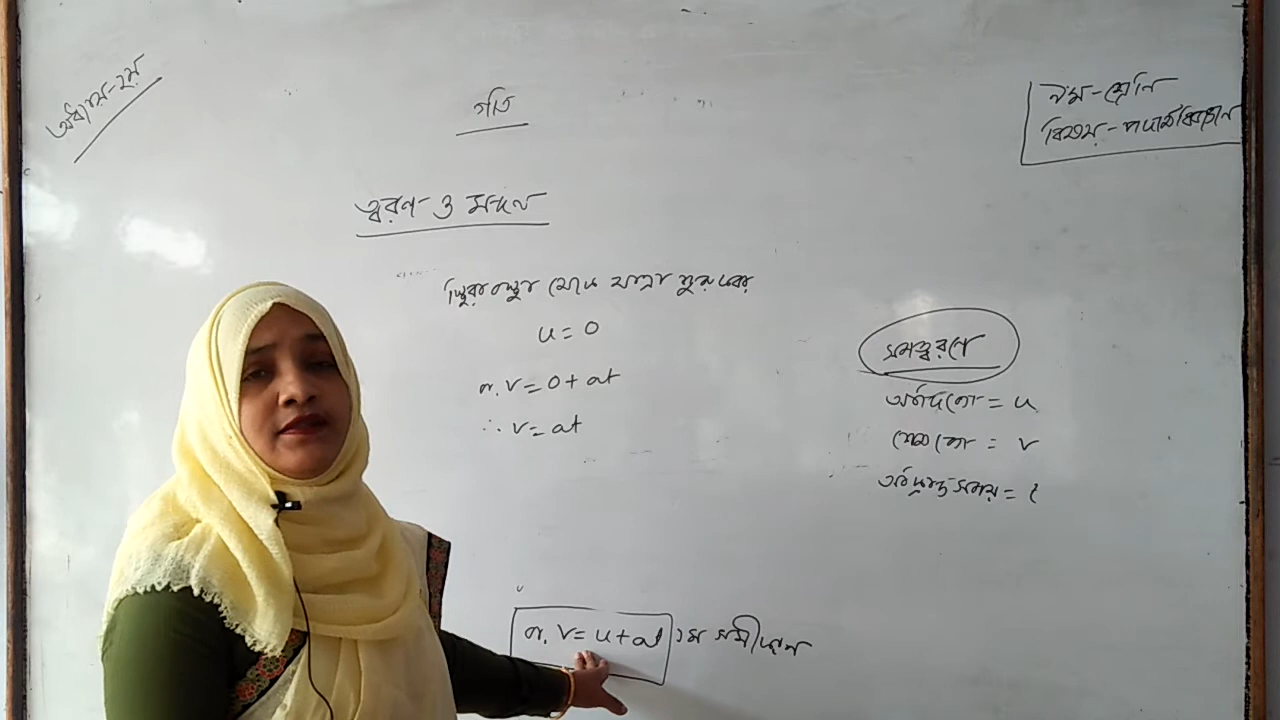 অধ্যায়-২য়
গতি
৯ম-শ্রেনি
বিষয়-পদার্থবিজ্ঞান
ত্বরণ ও মন্দন
স্থির বস্তুর ক্ষেত্রে যাত্রা শুরু করে
u = 0
বা, v = 0 + at
∴ v = at
সমত্বরণে
আদিবেগ = u
শেষবেগ = v
অতিক্রান্ত সময় = t
বা, v = u + at ১ম সমীকরণ